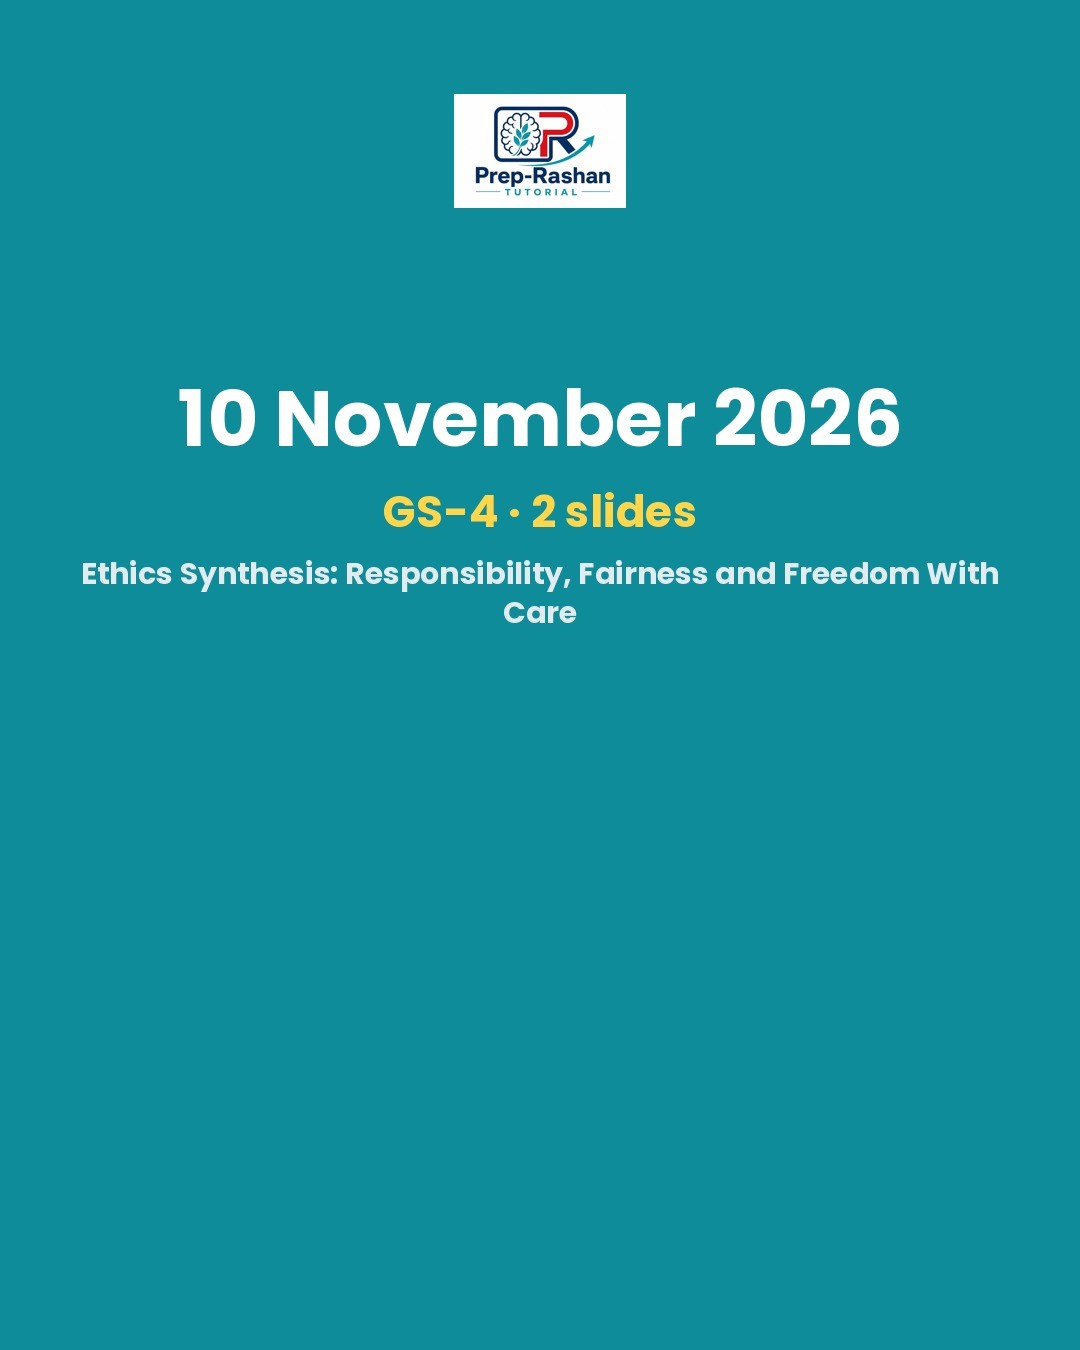 Prep-Rashan
TUTORIAL
10 November 2026
GS-4 · 2 slides
Ethics Synthesis: Responsibility, Fairness and Freedom With
Care